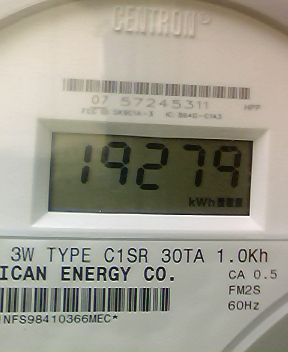 CENTRON®
07 57245311 HPP
19279
kWh
3W TYPE C1SR 30TA 1.0Kh
ICAN ENERGY CO. CA 0.5
FM2S
60Hz
NFS98410366MEC*